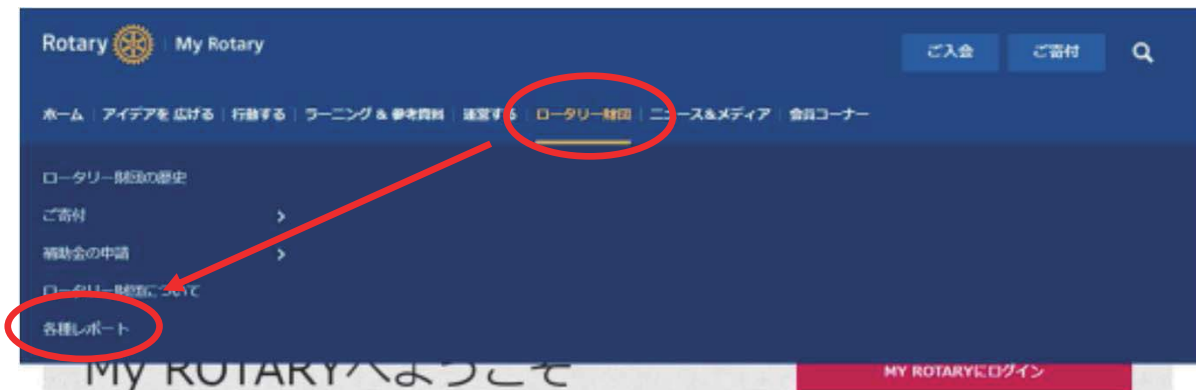 Rotary | My Rotary
ご入会 ご寄付
ホーム | アイデアを 広げる | 行動する | ラーニング & 参考資料 | 運営する | ロータリー財団 | ニュース&メディア | 会員コーナー
ロータリー財団の歴史
ご寄付 >
補助金の申請 >
ロータリー財団について
各種レポート
My ROTARYへようこそ
MY ROTARYにログイン